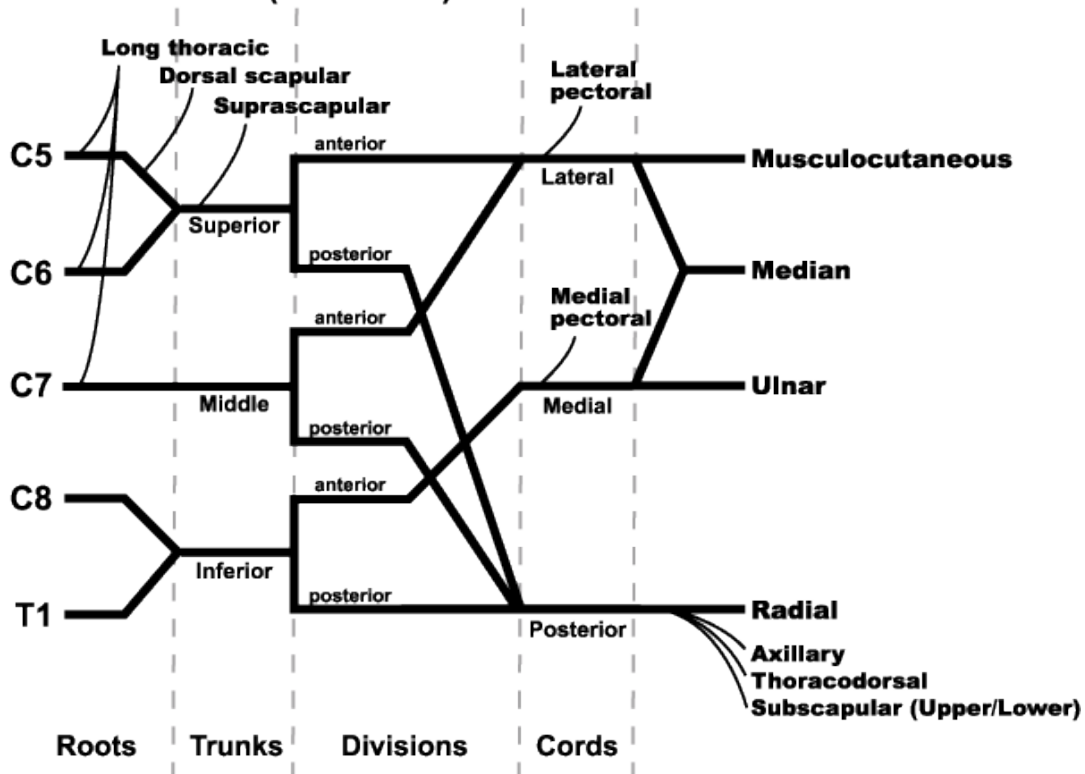 Long thoracic
Dorsal scapular
Suprascapular
Lateral
pectoral
C5
anterior
Musculocutaneous
Lateral
Superior
posterior
C6
Median
Medial
pectoral
anterior
C7
Middle
Ulnar
Medial
posterior
C8
anterior
Inferior
posterior
T1
Radial
Posterior
Axillary
Thoracodorsal
Subscapular (Upper/Lower)
Roots Trunks Divisions Cords